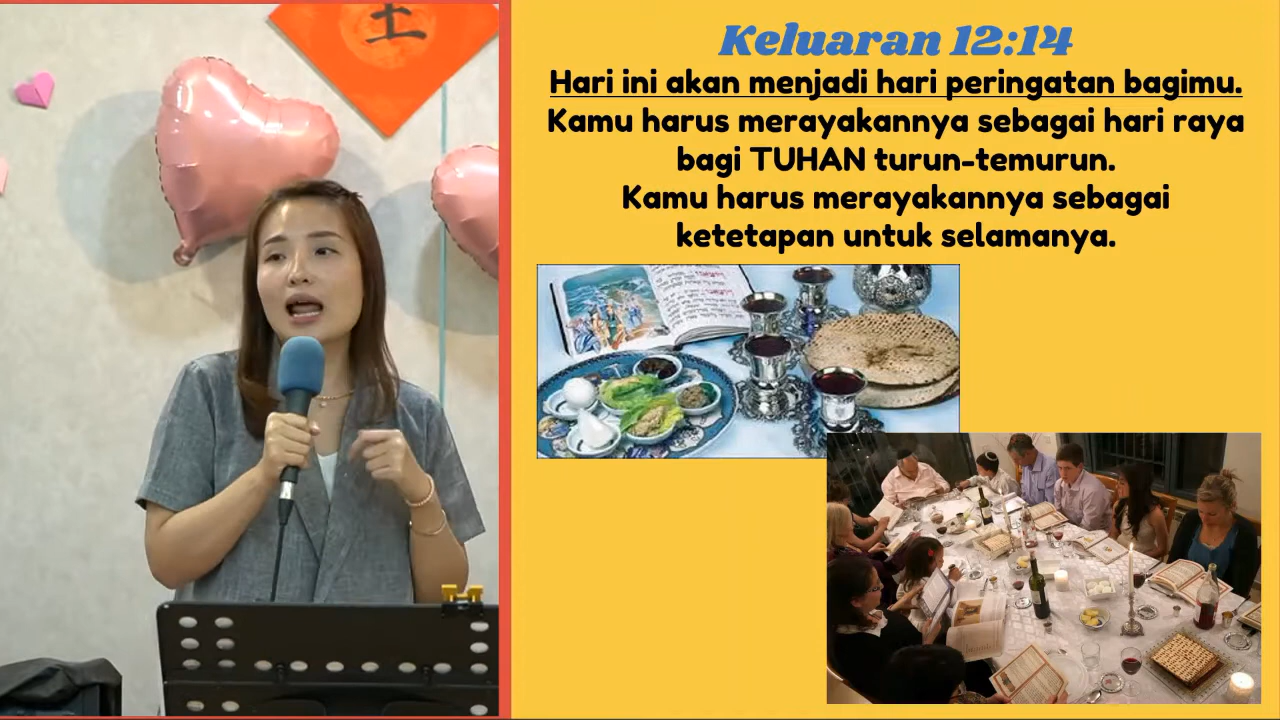 Keluaran 12:14
Hari ini akan menjadi hari peringatan bagimu.
Kamu harus merayakannya sebagai hari raya
bagi TUHAN turun-temurun.
Kamu harus merayakannya sebagai
ketetapan untuk selamanya.